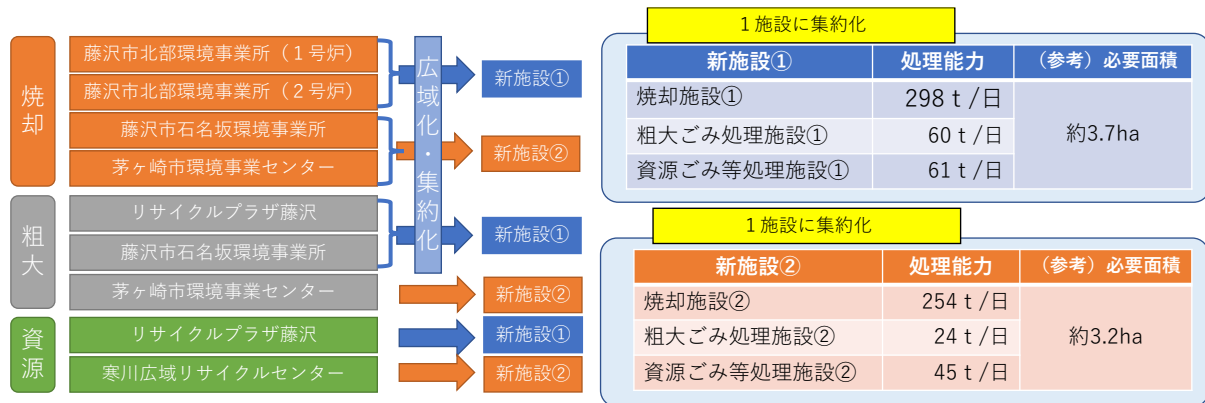 焼却
藤沢市北部環境事業所（１号炉）
藤沢市北部環境事業所（２号炉）
藤沢市石名坂環境事業所
茅ヶ崎市環境事業センター
粗大
リサイクルプラザ藤沢
藤沢市石名坂環境事業所
茅ヶ崎市環境事業センター
資源
リサイクルプラザ藤沢
寒川広域リサイクルセンター
広域化・集約化
新施設①
新施設②
新施設①
新施設②
新施設①
新施設②
１施設に集約化
新施設① 処理能力 （参考）必要面積
焼却施設① 298ｔ/日 約3.7ha
粗大ごみ処理施設① 60ｔ/日
資源ごみ等処理施設① 61ｔ/日
１施設に集約化
新施設② 処理能力 （参考）必要面積
焼却施設② 254ｔ/日 約3.2ha
粗大ごみ処理施設② 24ｔ/日
資源ごみ等処理施設② 45ｔ/日